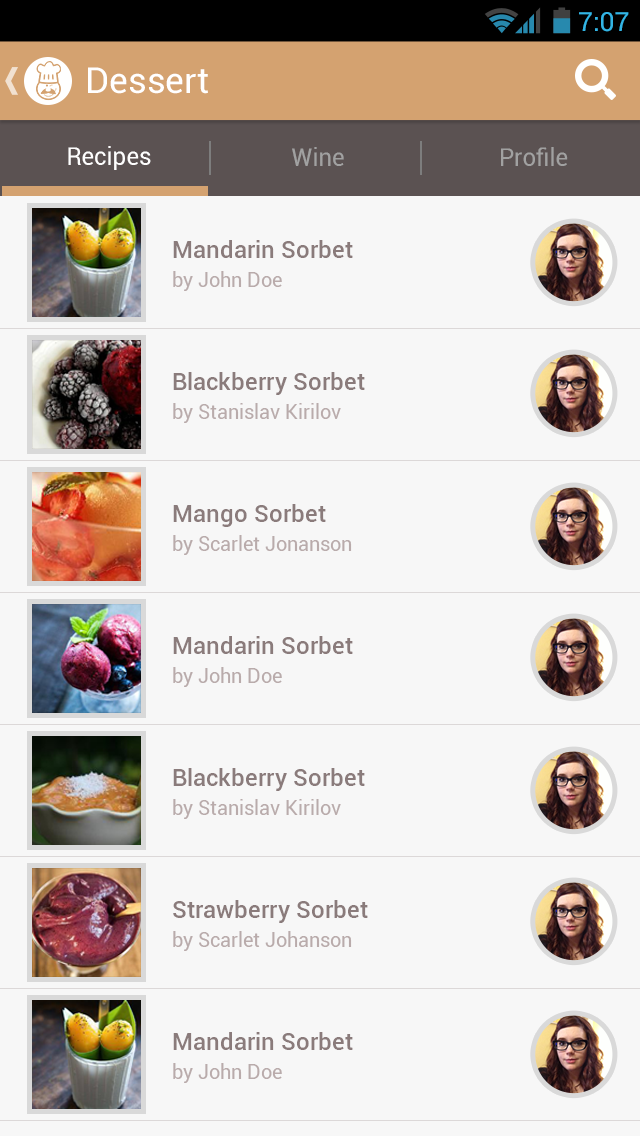 7:07
Dessert
Recipes
Wine
Profile
Mandarin Sorbet
by John Doe
Blackberry Sorbet
by Stanislav Kirilov
Mango Sorbet
by Scarlet Jonanson
Mandarin Sorbet
by John Doe
Blackberry Sorbet
by Stanislav Kirilov
Strawberry Sorbet
by Scarlet Johanson
Mandarin Sorbet
by John Doe